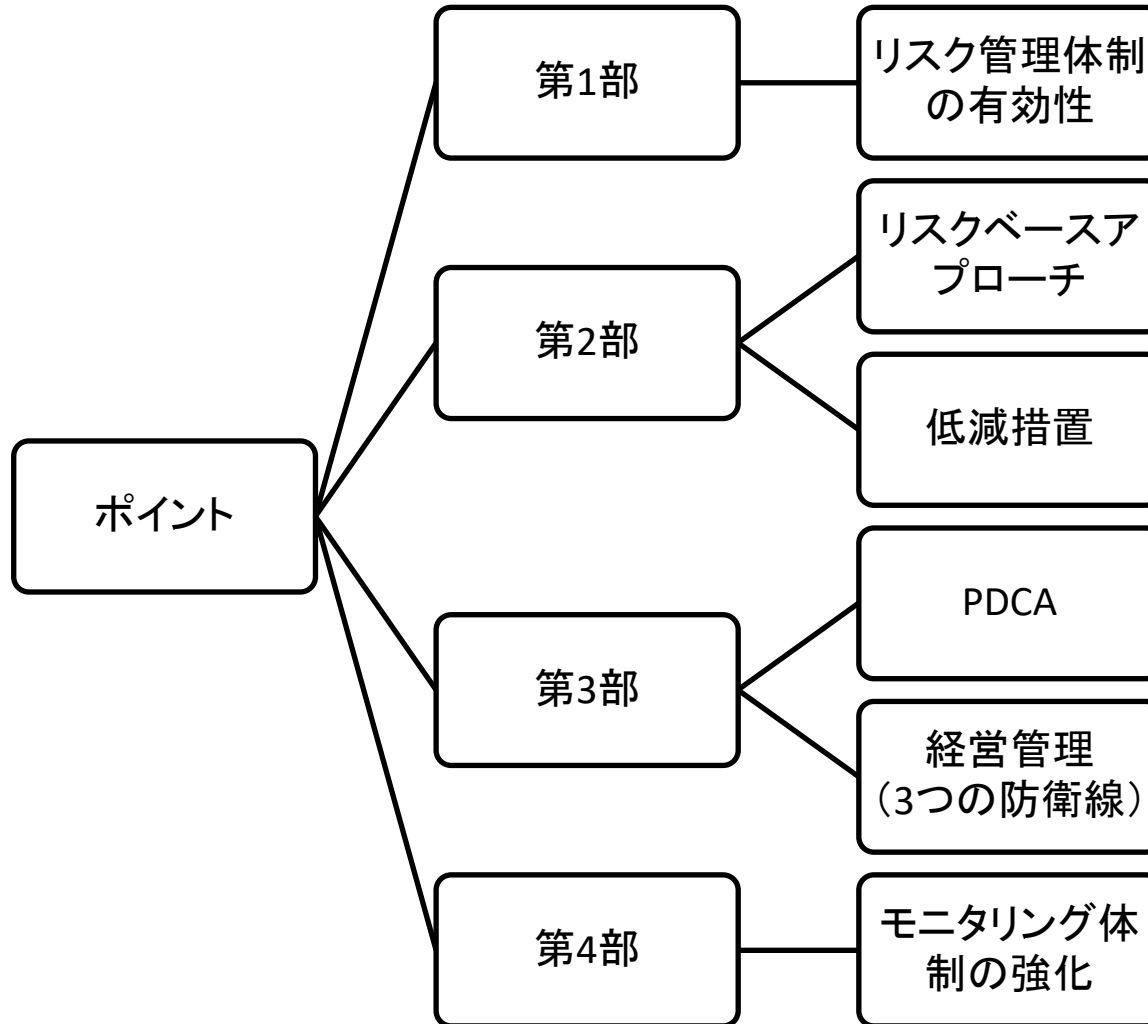 ポイント
第1部
リスク管理体制
の有効性
第2部
リスクベースア
プローチ
低減措置
第3部
PDCA
経営管理
（3つの防衛線）
第4部
モニタリング体
制の強化